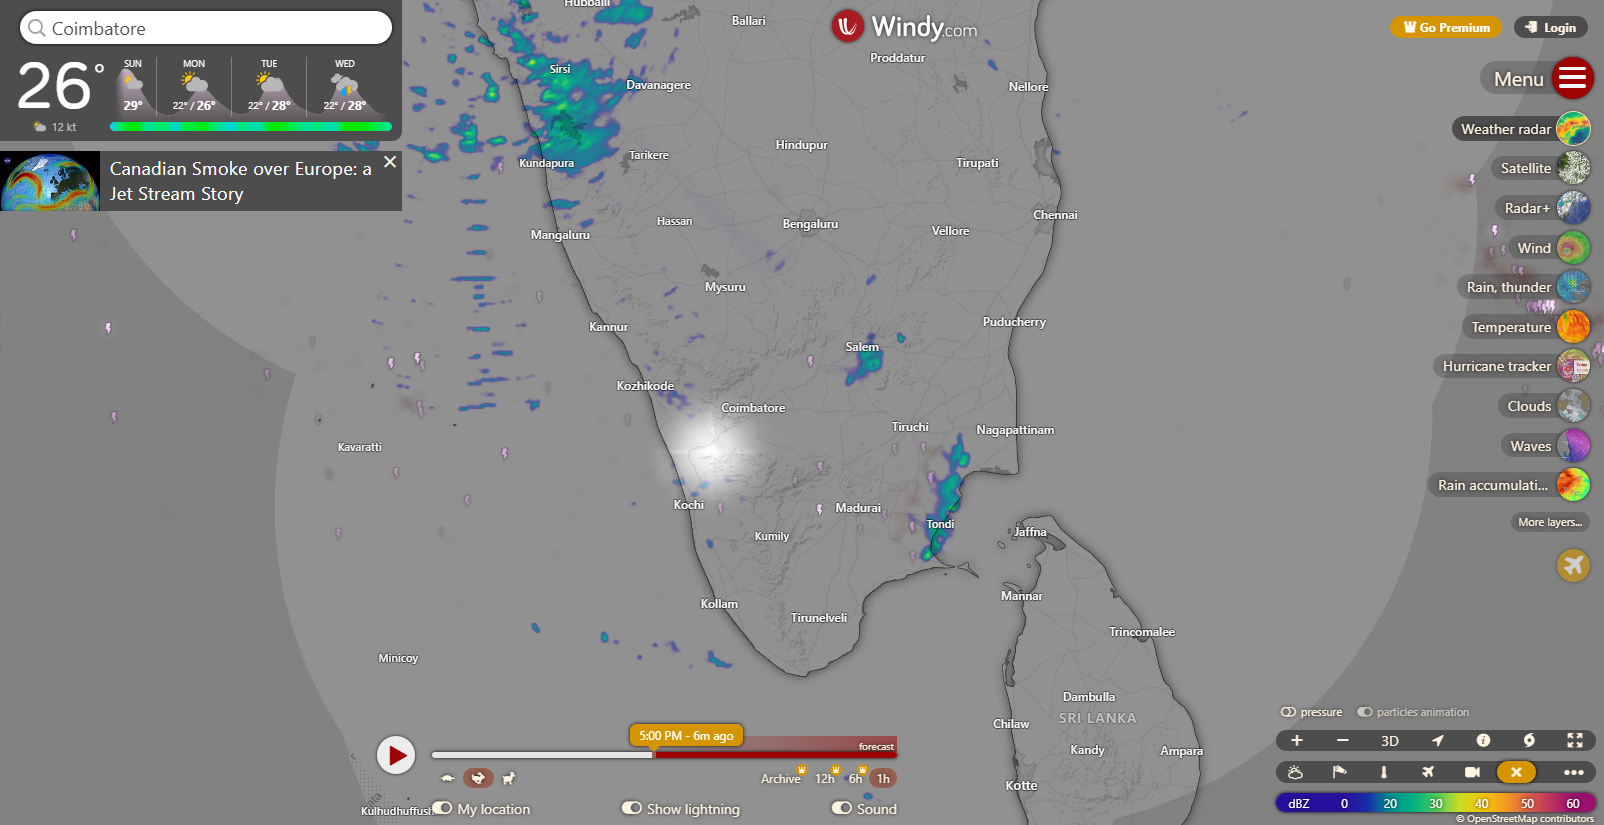 Coimbatore
26°
12 kt
SUN
29°
MON
22° / 26°
TUE
22° / 28°
WED
22° / 28°
Canadian Smoke over Europe: a
Jet Stream Story
Windy.com
Go Premium
Login
Menu
Weather radar
Satellite
Radar+
Wind
Rain, thunder
Temperature
Hurricane tracker
Clouds
Waves
Rain accumulati...
More layers...
Hubballi
Ballari
Proddatur
Sirsi
Davanagere
Nellore
Hindupur
Kundapura
Tarikere
Tirupati
Hassan
Bengaluru
Chennai
Mangaluru
Vellore
Mysuru
Kannur
Puducherry
Salem
Kozhikode
Coimbatore
Tiruchi
Nagapattinam
Kavaratti
Kochi
Madurai
Tondi
Jaffna
Kumily
Mannar
Kollam
Tirunelveli
Trincomalee
Minicoy
Dambulla
Chilaw
SRI LANKA
Kandy
Ampara
Kotte
Kulhudhuffush
5:00 PM - 6m ago
forecast
Archive
12h
6h
1h
My location
Show lightning
Sound
pressure
particles animation
3D
dBZ
0
20
30
40
50
60
© OpenStreetMap contributors